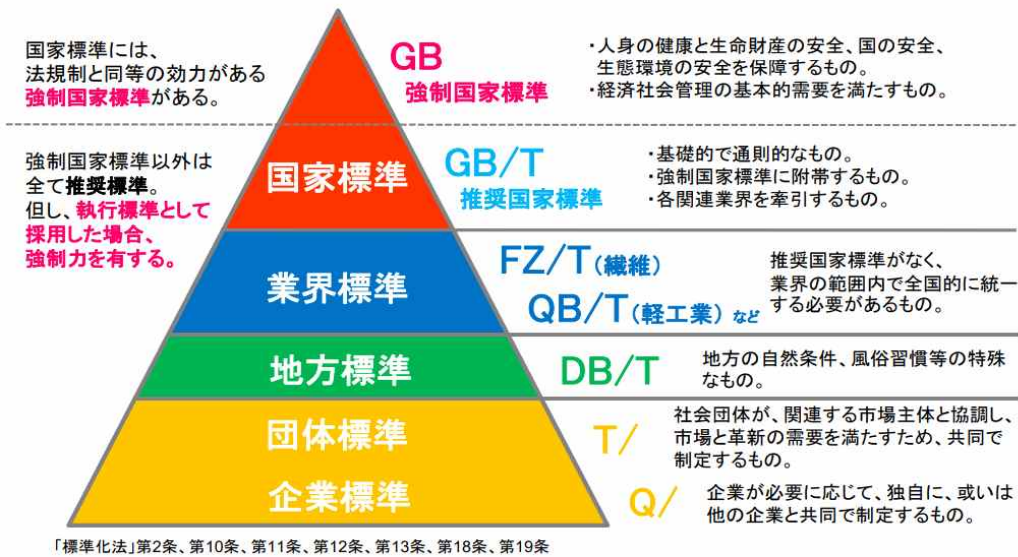 国家標準には、
法規制と同等の効力がある
強制国家標準がある。
GB
強制国家標準
・人身の健康と生命財産の安全、国の安全、
生態環境の安全を保障するもの。
・経済社会管理の基本的需要を満たすもの。
強制国家標準以外は
全て推奨標準。
但し、執行標準として
採用した場合、
強制力を有する。
国家標準
GB/T
推奨国家標準
・基礎的で通則的なもの。
・強制国家標準に附帯するもの。
・各関連業界を牽引するもの。
業界標準
FZ/T(繊維)
QB/T(軽工業) など
推奨国家標準がなく、
業界の範囲内で全国的に統一
する必要があるもの。
地方標準
DB/T
地方の自然条件、風俗習慣等の特殊
なもの。
団体標準
T/
社会団体が、関連する市場主体と協調し、
市場と革新の需要を満たすため、共同で
制定するもの。
企業標準
Q/
企業が必要に応じて、独自に、或いは
他の企業と共同で制定するもの。
「標準化法」第2条、第10条、第11条、第12条、第13条、第18条、第19条